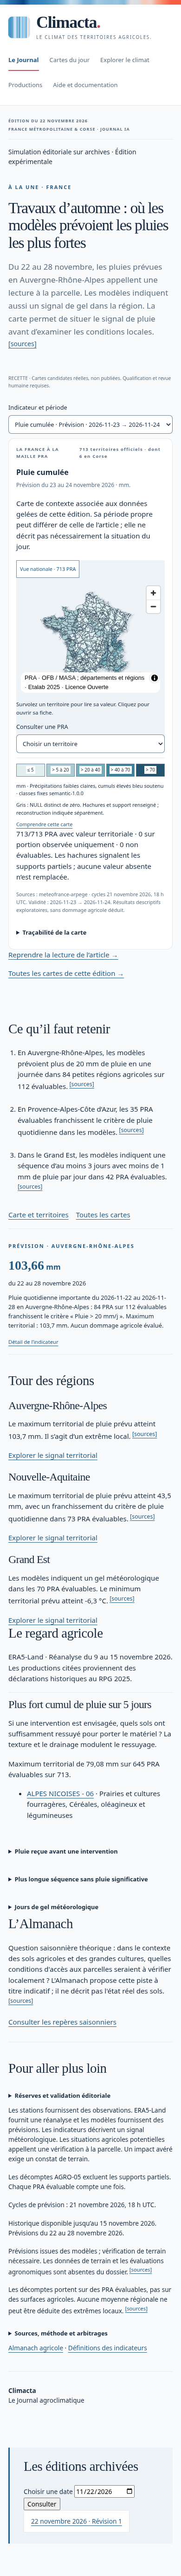 Climacta.
LE CLIMAT DES TERRITOIRES AGRICOLES.
Le Journal Cartes du jour Explorer le climat
Productions Aide et documentation
ÉDITION DU 22 NOVEMBRE 2026
FRANCE MÉTROPOLITAINE & CORSE · JOURNAL IA
Simulation éditoriale sur archives · Édition
expérimentale
À LA UNE · FRANCE
Travaux d’automne : où les
modèles prévoient les pluies
les plus fortes
Du 22 au 28 novembre, les pluies prévues
en Auvergne-Rhône-Alpes appellent une
lecture à la parcelle. Les modèles indiquent
aussi un signal de gel dans la région. La
carte permet de situer le signal de pluie
avant d’examiner les conditions locales.
[sources]
RECETTE · Cartes candidates réelles, non publiées. Qualification et revue
humaine requises.
Indicateur et période
Pluie cumulée · Prévision · 2026-11-23 → 2026-11-24
LA FRANCE À LA
MAILLE PRA
713 territoires officiels · dont
6 en Corse
Pluie cumulée
Prévision du 23 au 24 novembre 2026 · mm.
Carte de contexte associée aux données
gelées de cette édition. Sa période propre
peut différer de celle de l’article ; elle ne
décrit pas nécessairement la situation du
jour.
Vue nationale · 713 PRA
+
−
PRA · OFB / MASA ; départements et régions
· Etalab 2025 · Licence Ouverte
Survolez un territoire pour lire sa valeur. Cliquez pour
ouvrir sa fiche.
Consulter une PRA
Choisir un territoire
≤ 5
> 5 à 20
> 20 à 40
> 40 à 70
> 70
mm · Précipitations faibles claires, cumuls élevés bleu soutenu
· classes fixes semantic-1.0.0
Gris : NULL distinct de zéro. Hachures et support renseigné ;
reconstruction indiquée séparément.
Comprendre cette carte
713/713 PRA avec valeur territoriale · 0 sur
portion observée uniquement · 0 non
évaluables. Les hachures signalent les
supports partiels ; aucune valeur absente
n’est remplacée.
Sources : meteofrance-arpege · cycles 21 novembre 2026, 18 h
UTC. Validité : 2026-11-23 → 2026-11-24. Résultats descriptifs
exploratoires, sans dommage agricole déduit.
Traçabilité de la carte
Reprendre la lecture de l’article →
Toutes les cartes de cette édition →
Ce qu’il faut retenir
1. En Auvergne-Rhône-Alpes, les modèles
prévoient plus de 20 mm de pluie en une
journée dans 84 petites régions agricoles sur
112 évaluables. [sources]
2. En Provence-Alpes-Côte d’Azur, les 35 PRA
évaluables franchissent le critère de pluie
quotidienne dans les modèles. [sources]
3. Dans le Grand Est, les modèles indiquent une
séquence d’au moins 3 jours avec moins de 1
mm de pluie par jour dans 42 PRA évaluables.
[sources]
Carte et territoires Toutes les cartes
PRÉVISION · AUVERGNE-RHÔNE-ALPES
103,66 mm
du 22 au 28 novembre 2026
Pluie quotidienne importante du 2026-11-22 au 2026-11-
28 en Auvergne-Rhône-Alpes : 84 PRA sur 112 évaluables
franchissent le critère « Pluie > 20 mm/j ». Maximum
territorial : 103,7 mm. Aucun dommage agricole évalué.
Détail de l’indicateur
Tour des régions
Auvergne-Rhône-Alpes
Le maximum territorial de pluie prévu atteint
103,7 mm. Il s’agit d’un extrême local. [sources]
Explorer le signal territorial
Nouvelle-Aquitaine
Le maximum territorial de pluie prévu atteint 43,5
mm, avec un franchissement du critère de pluie
quotidienne dans 73 PRA évaluables. [sources]
Explorer le signal territorial
Grand Est
Les modèles indiquent un gel météorologique
dans les 70 PRA évaluables. Le minimum
territorial prévu atteint -6,3 °C. [sources]
Explorer le signal territorial
Le regard agricole
ERA5-Land · Réanalyse du 9 au 15 novembre 2026.
Les productions citées proviennent des
déclarations historiques au RPG 2025.
Plus fort cumul de pluie sur 5 jours
Si une intervention est envisagée, quels sols ont
suffisamment ressuyé pour porter le matériel ? La
texture et le drainage modulent le ressuyage.
Maximum territorial de 79,08 mm sur 645 PRA
évaluables sur 713.
• ALPES NICOISES · 06 · Prairies et cultures
fourragères, Céréales, oléagineux et
légumineuses
Pluie reçue avant une intervention
Plus longue séquence sans pluie significative
Jours de gel météorologique
L’Almanach
Question saisonnière théorique : dans le contexte
des sols agricoles et des grandes cultures, quelles
conditions d'accès aux parcelles seraient à vérifier
localement ? L’Almanach propose cette piste à
titre indicatif ; il ne décrit pas l'état réel des sols.
[sources]
Consulter les repères saisonniers
Pour aller plus loin
Réserves et validation éditoriale
Les stations fournissent des observations. ERA5-Land
fournit une réanalyse et les modèles fournissent des
prévisions. Les indicateurs décrivent un signal
météorologique. Les situations agricoles potentielles
appellent une vérification à la parcelle. Un impact avéré
exige un constat de terrain.
Les décomptes AGRO-05 excluent les supports partiels.
Chaque PRA évaluable compte une fois.
Cycles de prévision : 21 novembre 2026, 18 h UTC.
Historique disponible jusqu’au 15 novembre 2026.
Prévisions du 22 au 28 novembre 2026.
Prévisions issues des modèles ; vérification de terrain
nécessaire. Les données de terrain et les évaluations
agronomiques sont absentes du dossier. [sources]
Les décomptes portent sur des PRA évaluables, pas sur
des surfaces agricoles. Aucune moyenne régionale ne
peut être déduite des extrêmes locaux. [sources]
Sources, méthode et arbitrages
Almanach agricole · Définitions des indicateurs
Climacta
Le Journal agroclimatique
Les éditions archivées
Choisir une date 11/22/2026
Consulter
22 novembre 2026 · Révision 1